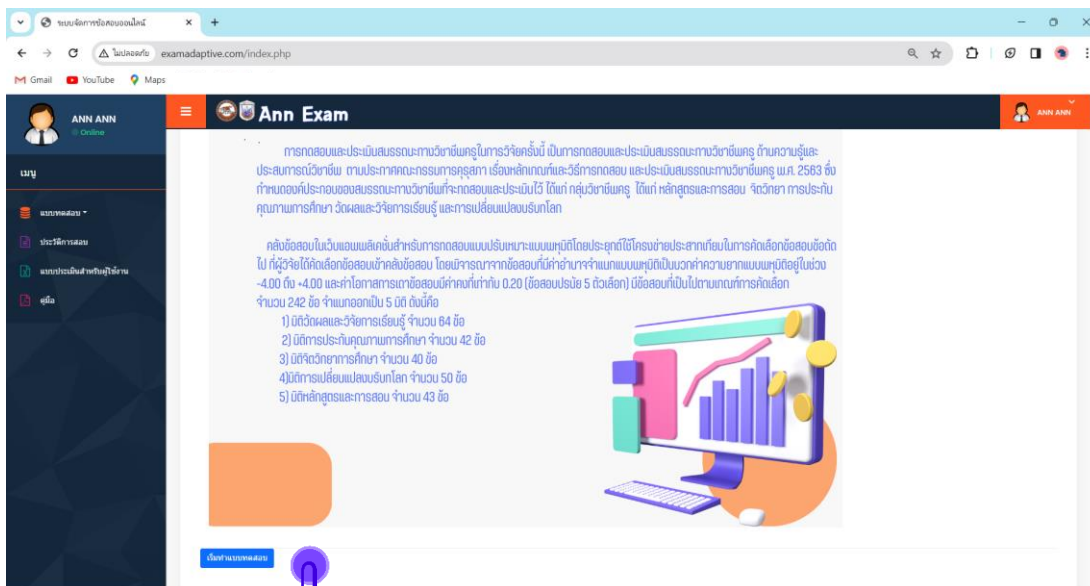 ระบบจัดการข้อสอบออนไลน์
ไม่ปลอดภัย examadaptive.com/index.php
Gmail YouTube Maps
ANN ANN
Online
Ann Exam
ANN ANN
เมนู
แบบทดสอบ
ประวัติการสอบ
แบบประเมินสำหรับผู้ใช้งาน
คู่มือ
การทดสอบและประเมินสมรรถนะทางวิชาชีพครูในการวิจัยครั้งนี้ เป็นการทดสอบและประเมินสมรรถนะทางวิชาชีพครู ด้านความรู้และ
ประสบการณ์วิชาชีพ ตามประกาศคณะกรรมการคุรุสภา เรื่องหลักเกณฑ์และวิธีการทดสอบ และประเมินสมรรถนะทางวิชาชีพครู พ.ศ. 2563 ซึ่ง
กำหนดองค์ประกอบของสมรรถนะทางวิชาชีพที่จะทดสอบและประเมินไว้ ได้แก่ กลุ่มวิชาชีพครู ได้แก่ หลักสูตรและการสอน จิตวิทยา การประกัน
คุณภาพการศึกษา วัดผลและวิจัยการเรียนรู้ และการเปลี่ยนแปลงบริบทโลก
คลังข้อสอบในเว็บแอพพลิเคชั่นสำหรับการทดสอบแบบปรับเหมาะแบบพหุมิติโดยประยุกต์ใช้โครงข่ายประสาทเทียมในการคัดเลือกข้อสอบข้อถัด
ไป ที่ผู้วิจัยได้คัดเลือกข้อสอบเข้าคลังข้อสอบ โดยพิจารณาจากข้อสอบที่มีค่าอำนาจจำแนกแบบพหุมิติเป็นบวกค่าความยากแบบพหุมิติอยู่ในช่วง
-4.00 ถึง +4.00 และค่าโอกาสการเดาข้อสอบมีค่าคงที่เท่ากับ 0.20 (ข้อสอบปรนัย 5 ตัวเลือก) มีข้อสอบที่เป็นไปตามเกณฑ์การคัดเลือก
จำนวน 242 ข้อ จำแนกออกเป็น 5 มิติ ดังนี้คือ
1) มิติวัดผลและวิจัยการเรียนรู้ จำนวน 64 ข้อ
2) มิติการประกันคุณภาพการศึกษา จำนวน 42 ข้อ
3) มิติจิตวิทยาการศึกษา จำนวน 40 ข้อ
4)มิติการเปลี่ยนแปลงบริบทโลก จำนวน 50 ข้อ
5) มิติหลักสูตรและการสอน จำนวน 43 ข้อ
เริ่มทำแบบทดสอบ